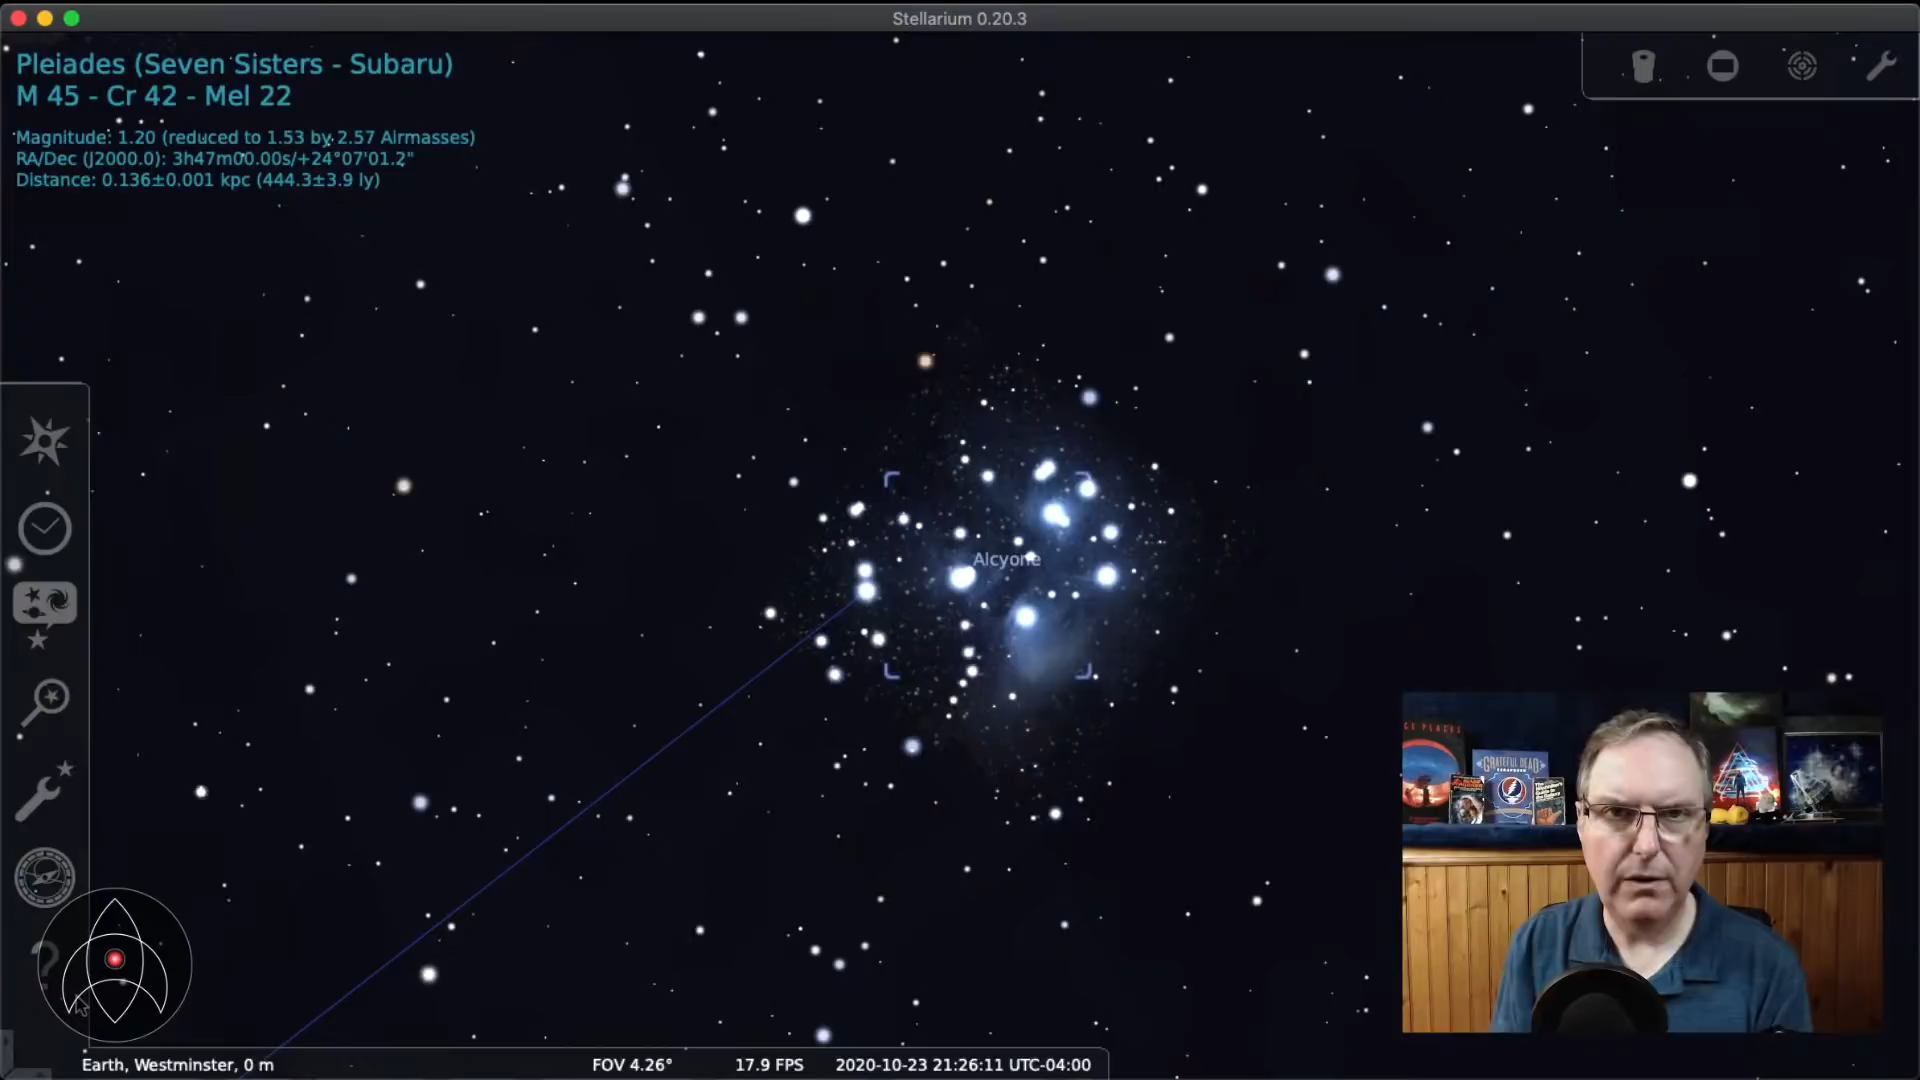 Stellarium 0.20.3
Pleiades (Seven Sisters - Subaru)
M 45 - Cr 42 - Mel 22
Magnitude: 1.20 (reduced to 1.53 by 2.57 Airmasses)
RA/Dec (J2000.0): 3h47m00.00s/+24°07'01.2"
Distance: 0.136±0.001 kpc (444.3±3.9 ly)
Alcyone
GRATEFUL DEAD
Earth, Westminster, 0 m
FOV 4.26°
17.9 FPS
2020-10-23 21:26:11 UTC-04:00